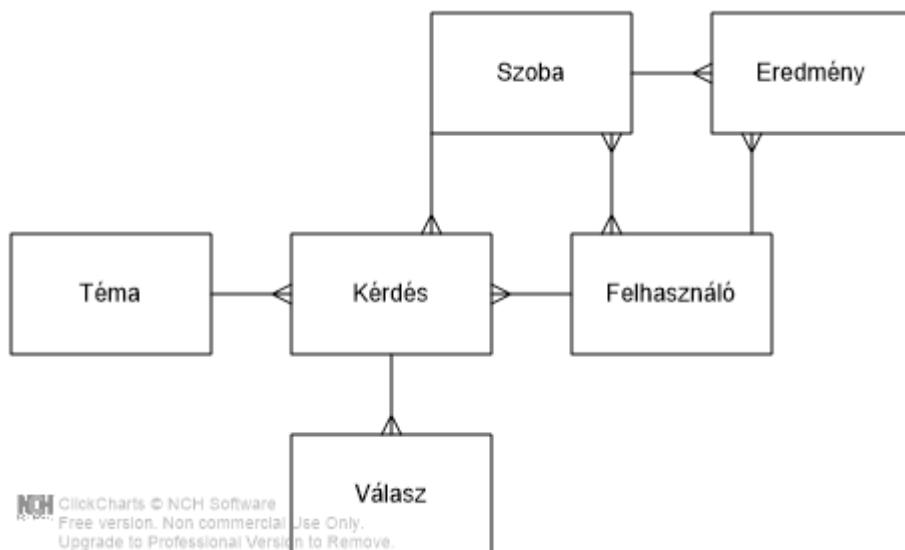 Szoba
Eredmény
Téma
Kérdés
Felhasználó
Válasz
NCH
ClickCharts © NCH Software
Free version. Non commercial Use Only.
Upgrade to Professional Version to Remove.